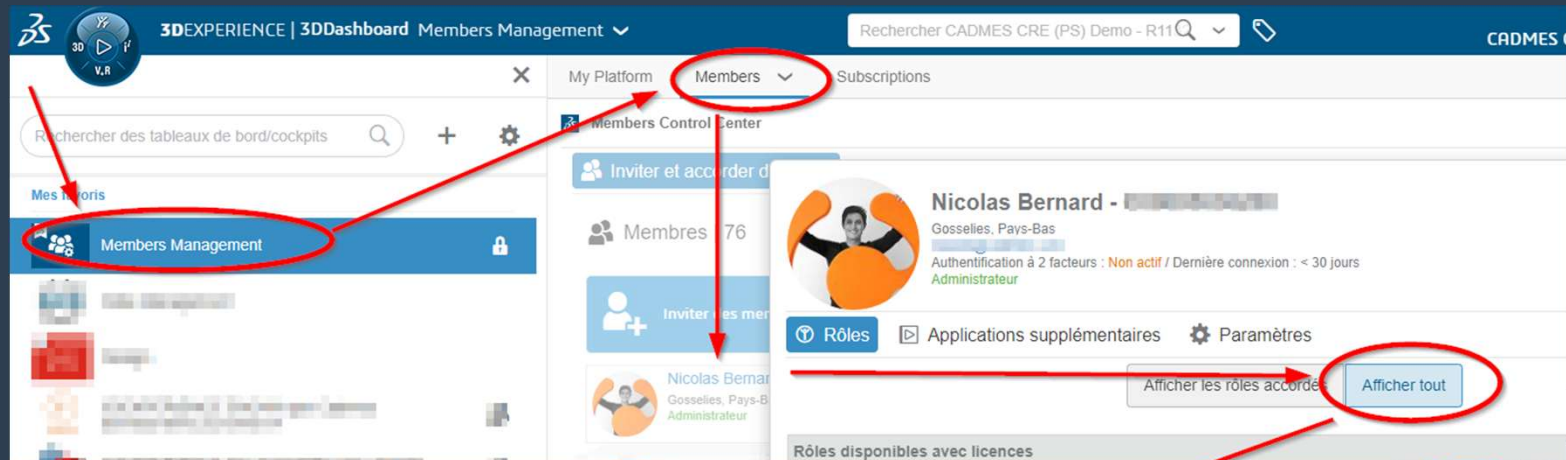 3DEXPERIENCE | 3DDashboard Members Management
Rechercher CADMES CRE (PS) Demo - R11
CADMES
3D
V.R
My Platform
Members
Subscriptions
Rechercher des tableaux de bord/cockpits
Members Control Center
Inviter et accorder d
Mes favoris
Members Management
Membres 76
Inviter des mem
Nicolas Bernar
Gosselies, Pays-B
Administrateur
Nicolas Bernard -
Gosselies, Pays-Bas
Authentification à 2 facteurs : Non actif / Dernière connexion : < 30 jours
Administrateur
Rôles
Applications supplémentaires
Paramètres
Afficher les rôles accordés
Afficher tout
Rôles disponibles avec licences